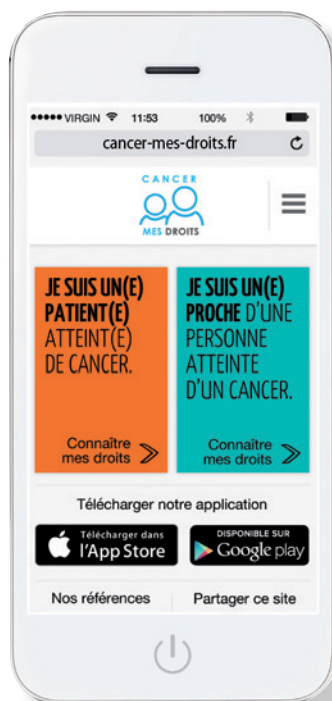 VIRGIN 11:53 100%
cancer-mes-droits.fr
CANCER
MES DROITS
JE SUIS UN(E)
PATIENT(E)
ATTEINT(E)
DE CANCER.
Connaître
mes droits
JE SUIS UN(E)
PROCHE D'UNE
PERSONNE
ATTEINTE
D'UN CANCER.
Connaître
mes droits
Télécharger notre application
Télécharger dans
l'App Store
DISPONIBLE SUR
Google play
Nos références
Partager ce site